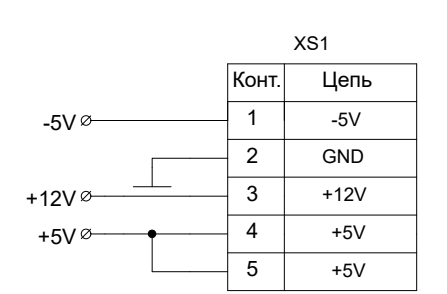 XS1
Конт. Цепь
-5V 1 -5V
2 GND
+12V 3 +12V
+5V 4 +5V
5 +5V